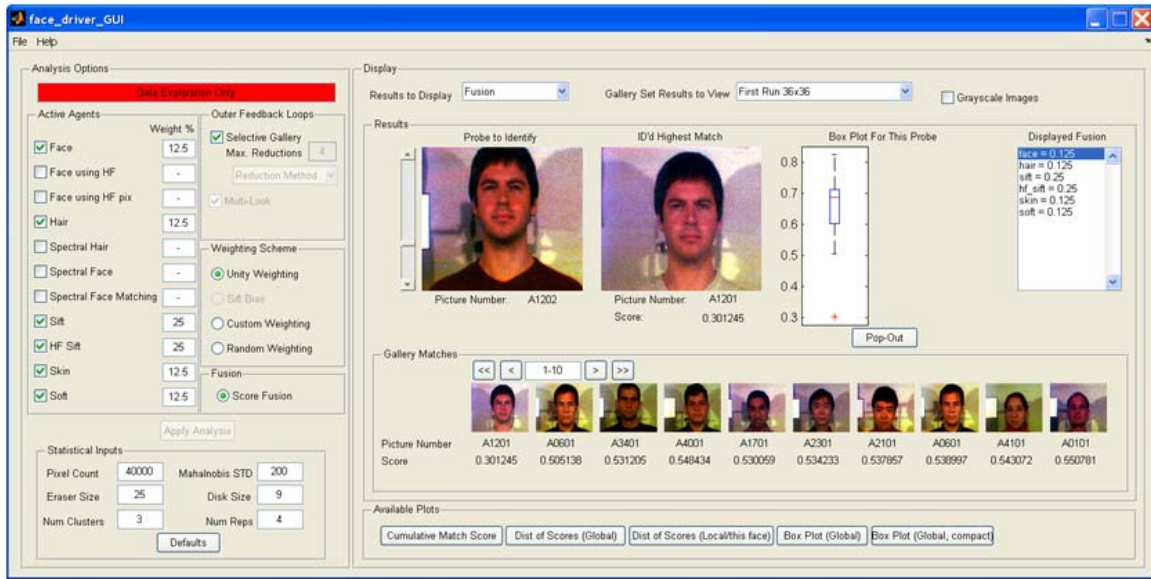 face_driver_GUI
File Help
Analysis Options
Data Exploration Only
Active Agents
Weight %
Face 12.5
Face using HF -
Face using HF pix -
Hair 12.5
Spectral Hair -
Spectral Face -
Spectral Face Matching -
Sift 25
HF Sift 25
Skin 12.5
Soft 12.5
Outer Feedback Loops
Selective Gallery
Max. Reductions 4
Reduction Method
Multi-Look
Weighting Scheme
Unity Weighting
Sift Bias
Custom Weighting
Random Weighting
Fusion
Score Fusion
Apply Analysis
Statistical Inputs
Pixel Count 40000 Mahalnobis STD 200
Eraser Size 25 Disk Size 9
Num Clusters 3 Num Reps 4
Defaults
Display
Results to Display Fusion Gallery Set Results to View First Run 36x36 Grayscale Images
Results
Probe to Identify
Picture Number: A1202
ID'd Highest Match
Picture Number: A1201
Score: 0.301245
Box Plot For This Probe
0.8
0.7
0.6
0.5
0.4
0.3
Pop-Out
Displayed Fusion
face = 0.125
hair = 0.125
sift = 0.25
hf_sift = 0.25
skin = 0.125
soft = 0.125
Gallery Matches
<< < 1-10 > >>
Picture Number A1201 A0601 A3401 A4001 A1701 A2301 A2101 A0601 A4101 A0101
Score 0.301245 0.505138 0.531205 0.548434 0.530059 0.534233 0.537857 0.538997 0.543072 0.550781
Available Plots
Cumulative Match Score Dist of Scores (Global) Dist of Scores (Local/this face) Box Plot (Global) Box Plot (Global, compact)